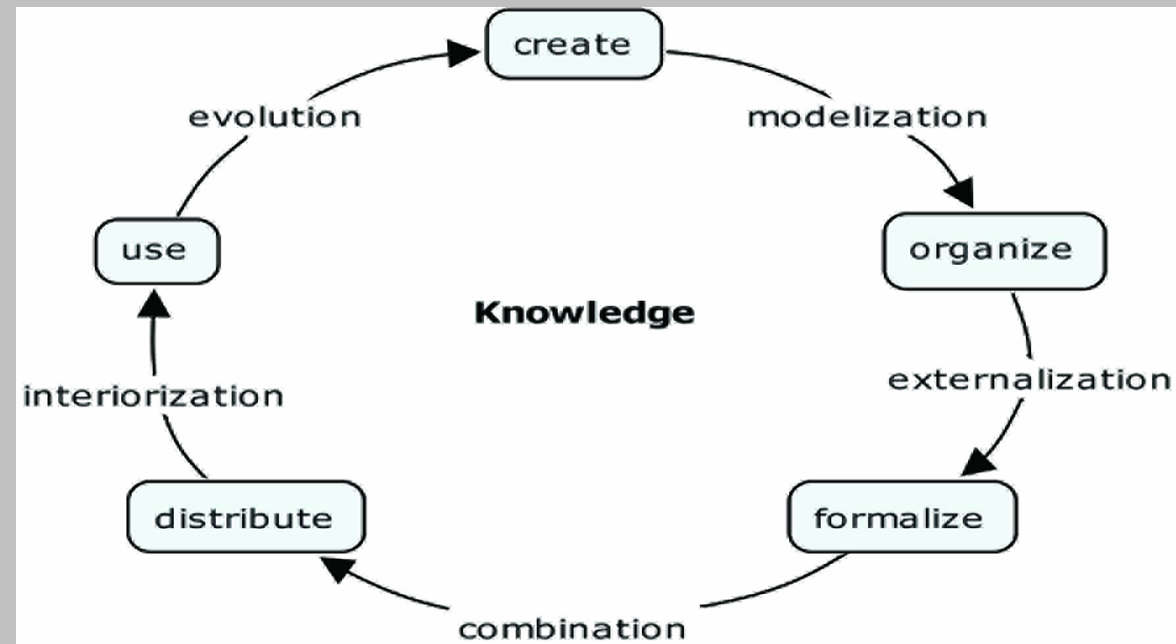 create
evolution
modelization
use
organize
Knowledge
externalization
interiorization
distribute
formalize
combination